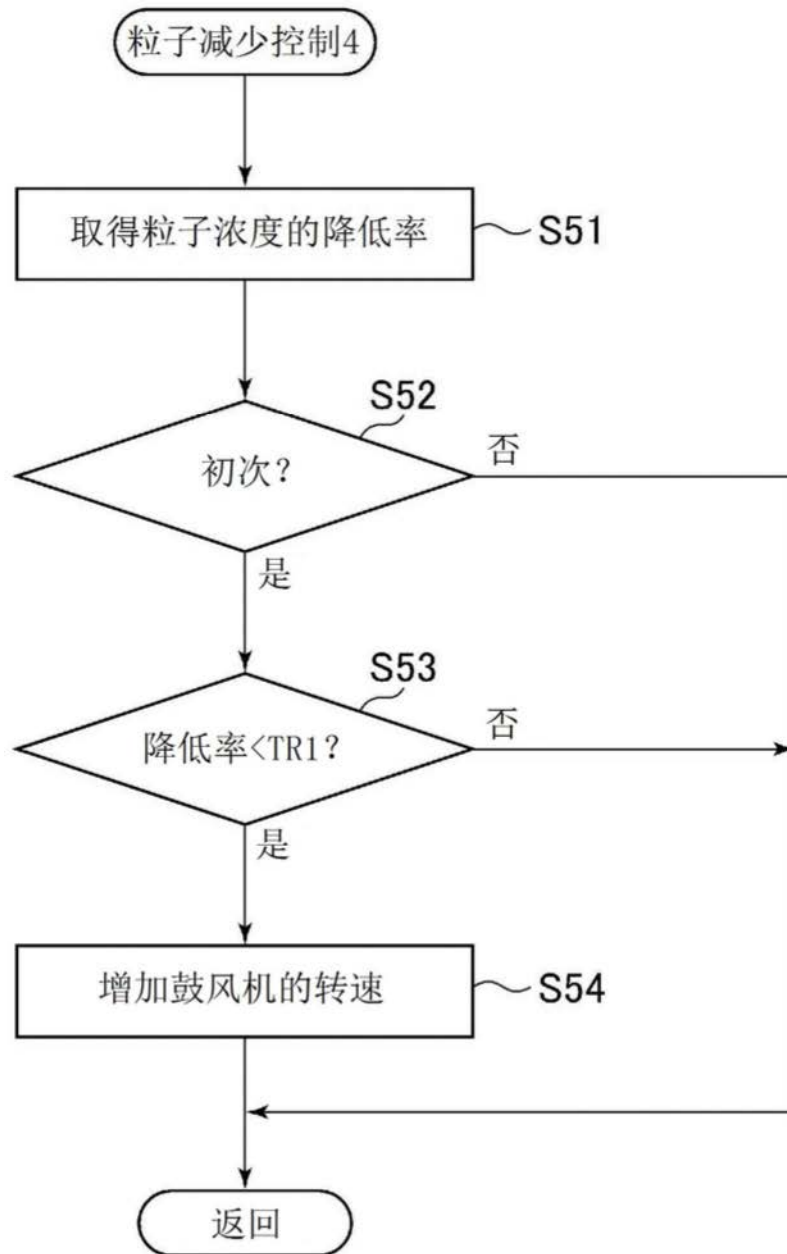 粒子减少控制4
取得粒子浓度的降低率
S51
S52
初次?
否
是
S53
降低率<TR1?
否
是
增加鼓风机的转速
S54
返回